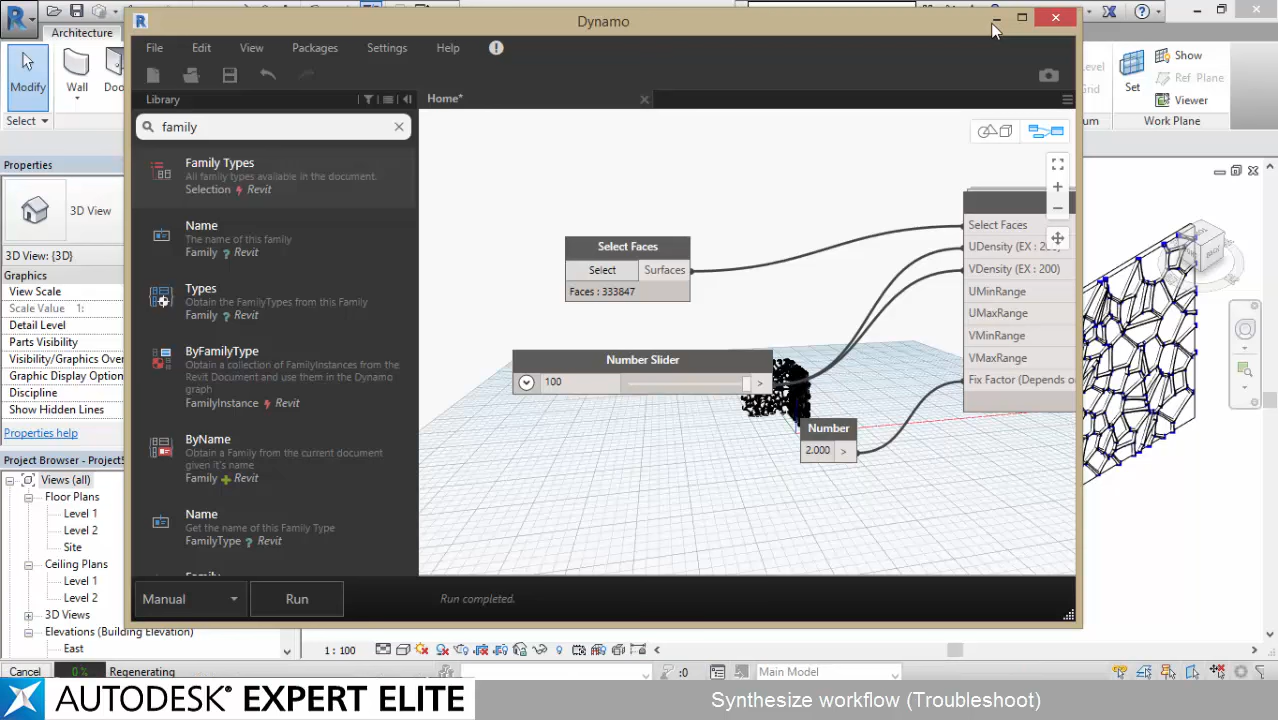 Dynamo
Architecture
Modify
Wall
Select
Properties
3D View
3D View: {3D}
Graphics
View Scale
Scale Value 1:
Detail Level
Parts Visibility
Visibility/Graphics Over
Graphic Display Option
Discipline
Show Hidden Lines
Properties help
Project Browser - Project5
Views (all)
Floor Plans
Level 1
Level 2
Site
Ceiling Plans
Level 1
Level 2
3D Views
Elevations (Building Elevation)
East
File Edit View Packages Settings Help
Library
Home*
family
Family Types
All family types available in the document.
Selection Revit
Name
The name of this family
Family ? Revit
Types
Obtain the FamilyTypes from this Family
Family ? Revit
ByFamilyType
Obtain a collection of FamilyInstances from the
Revit Document and use them in the Dynamo
graph
FamilyInstance Revit
ByName
Obtain a Family from the current document
given it's name
Family Revit
Name
Get the name of this Family Type
FamilyType ? Revit
Manual
Run
Run completed.
Select Faces
Select Surfaces
Faces : 333847
Number Slider
100 >
Number
2.000 >
Select Faces
UDensity (EX : 200)
VDensity (EX : 200)
UMinRange
UMaxRange
VMinRange
VMaxRange
Fix Factor (Depends o
Set
Show
Ref Plane
Viewer
Work Plane
1 : 100
Cancel
0 %
Regenerating
:0
Main Model
AUTODESK® EXPERT ELITE
Synthesize workflow (Troubleshoot)